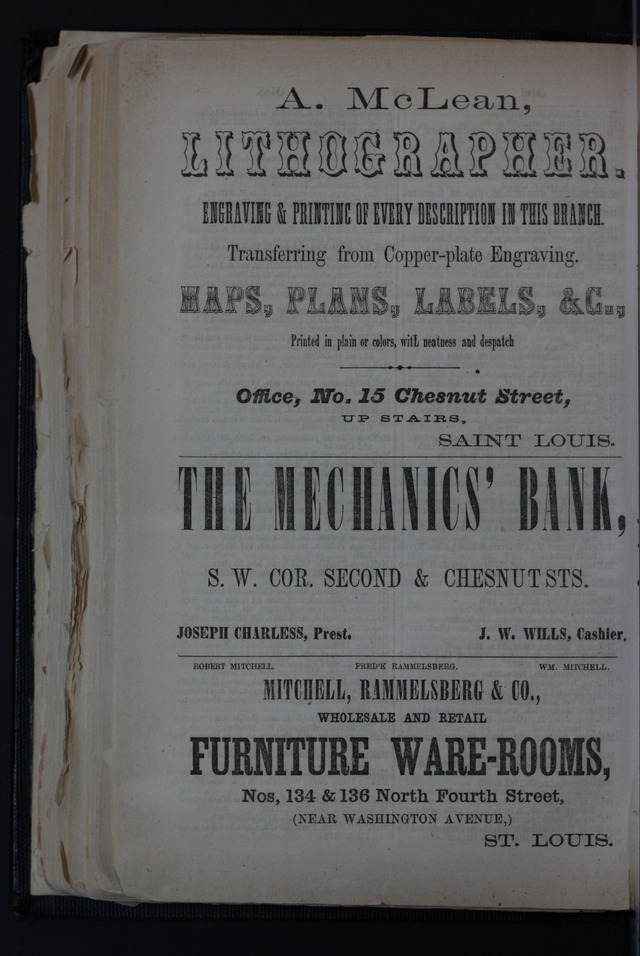 A. McLean,
LITHOGRAPHER.
ENGRAVING & PRINTING OF EVERY DESCRIPTION IN THIS BRANCH.
Transferring from Copper-plate Engraving.
MAPS, PLANS, LABELS, &C.,
Printed in plain or colors, with neatness and despatch
Office, No. 15 Chesnut Street,
UP STAIRS,
SAINT LOUIS.
THE MECHANICS' BANK,
S. W. COR. SECOND & CHESNUT STS.
JOSEPH CHARLESS, Prest. J. W. WILLS, Cashier.
ROBERT MITCHELL. FRED'K RAMMELSBERG. WM. MITCHELL.
MITCHELL, RAMMELSBERG & CO.,
WHOLESALE AND RETAIL
FURNITURE WARE-ROOMS,
Nos, 134 & 136 North Fourth Street,
(NEAR WASHINGTON AVENUE,)
ST. LOUIS.